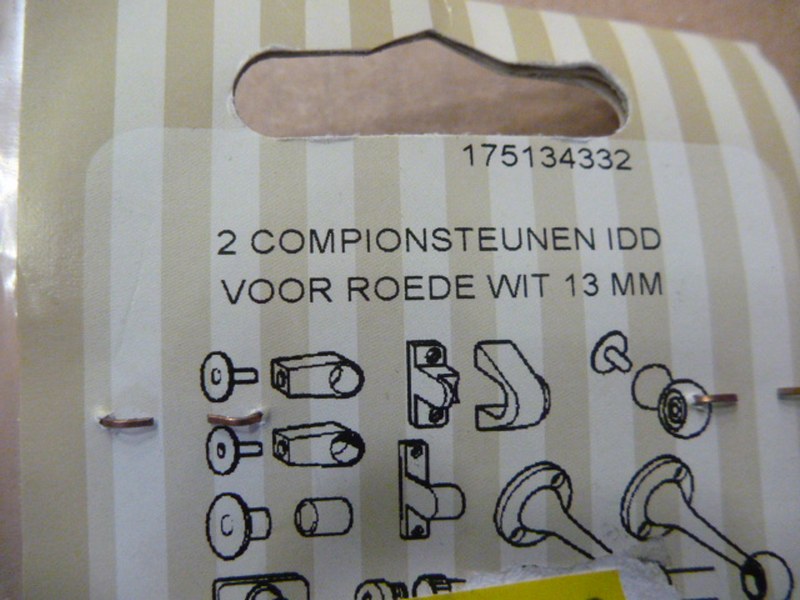 175134332
2 COMPIONSTEUNEN IDD
VOOR ROEDE WIT 13 MM